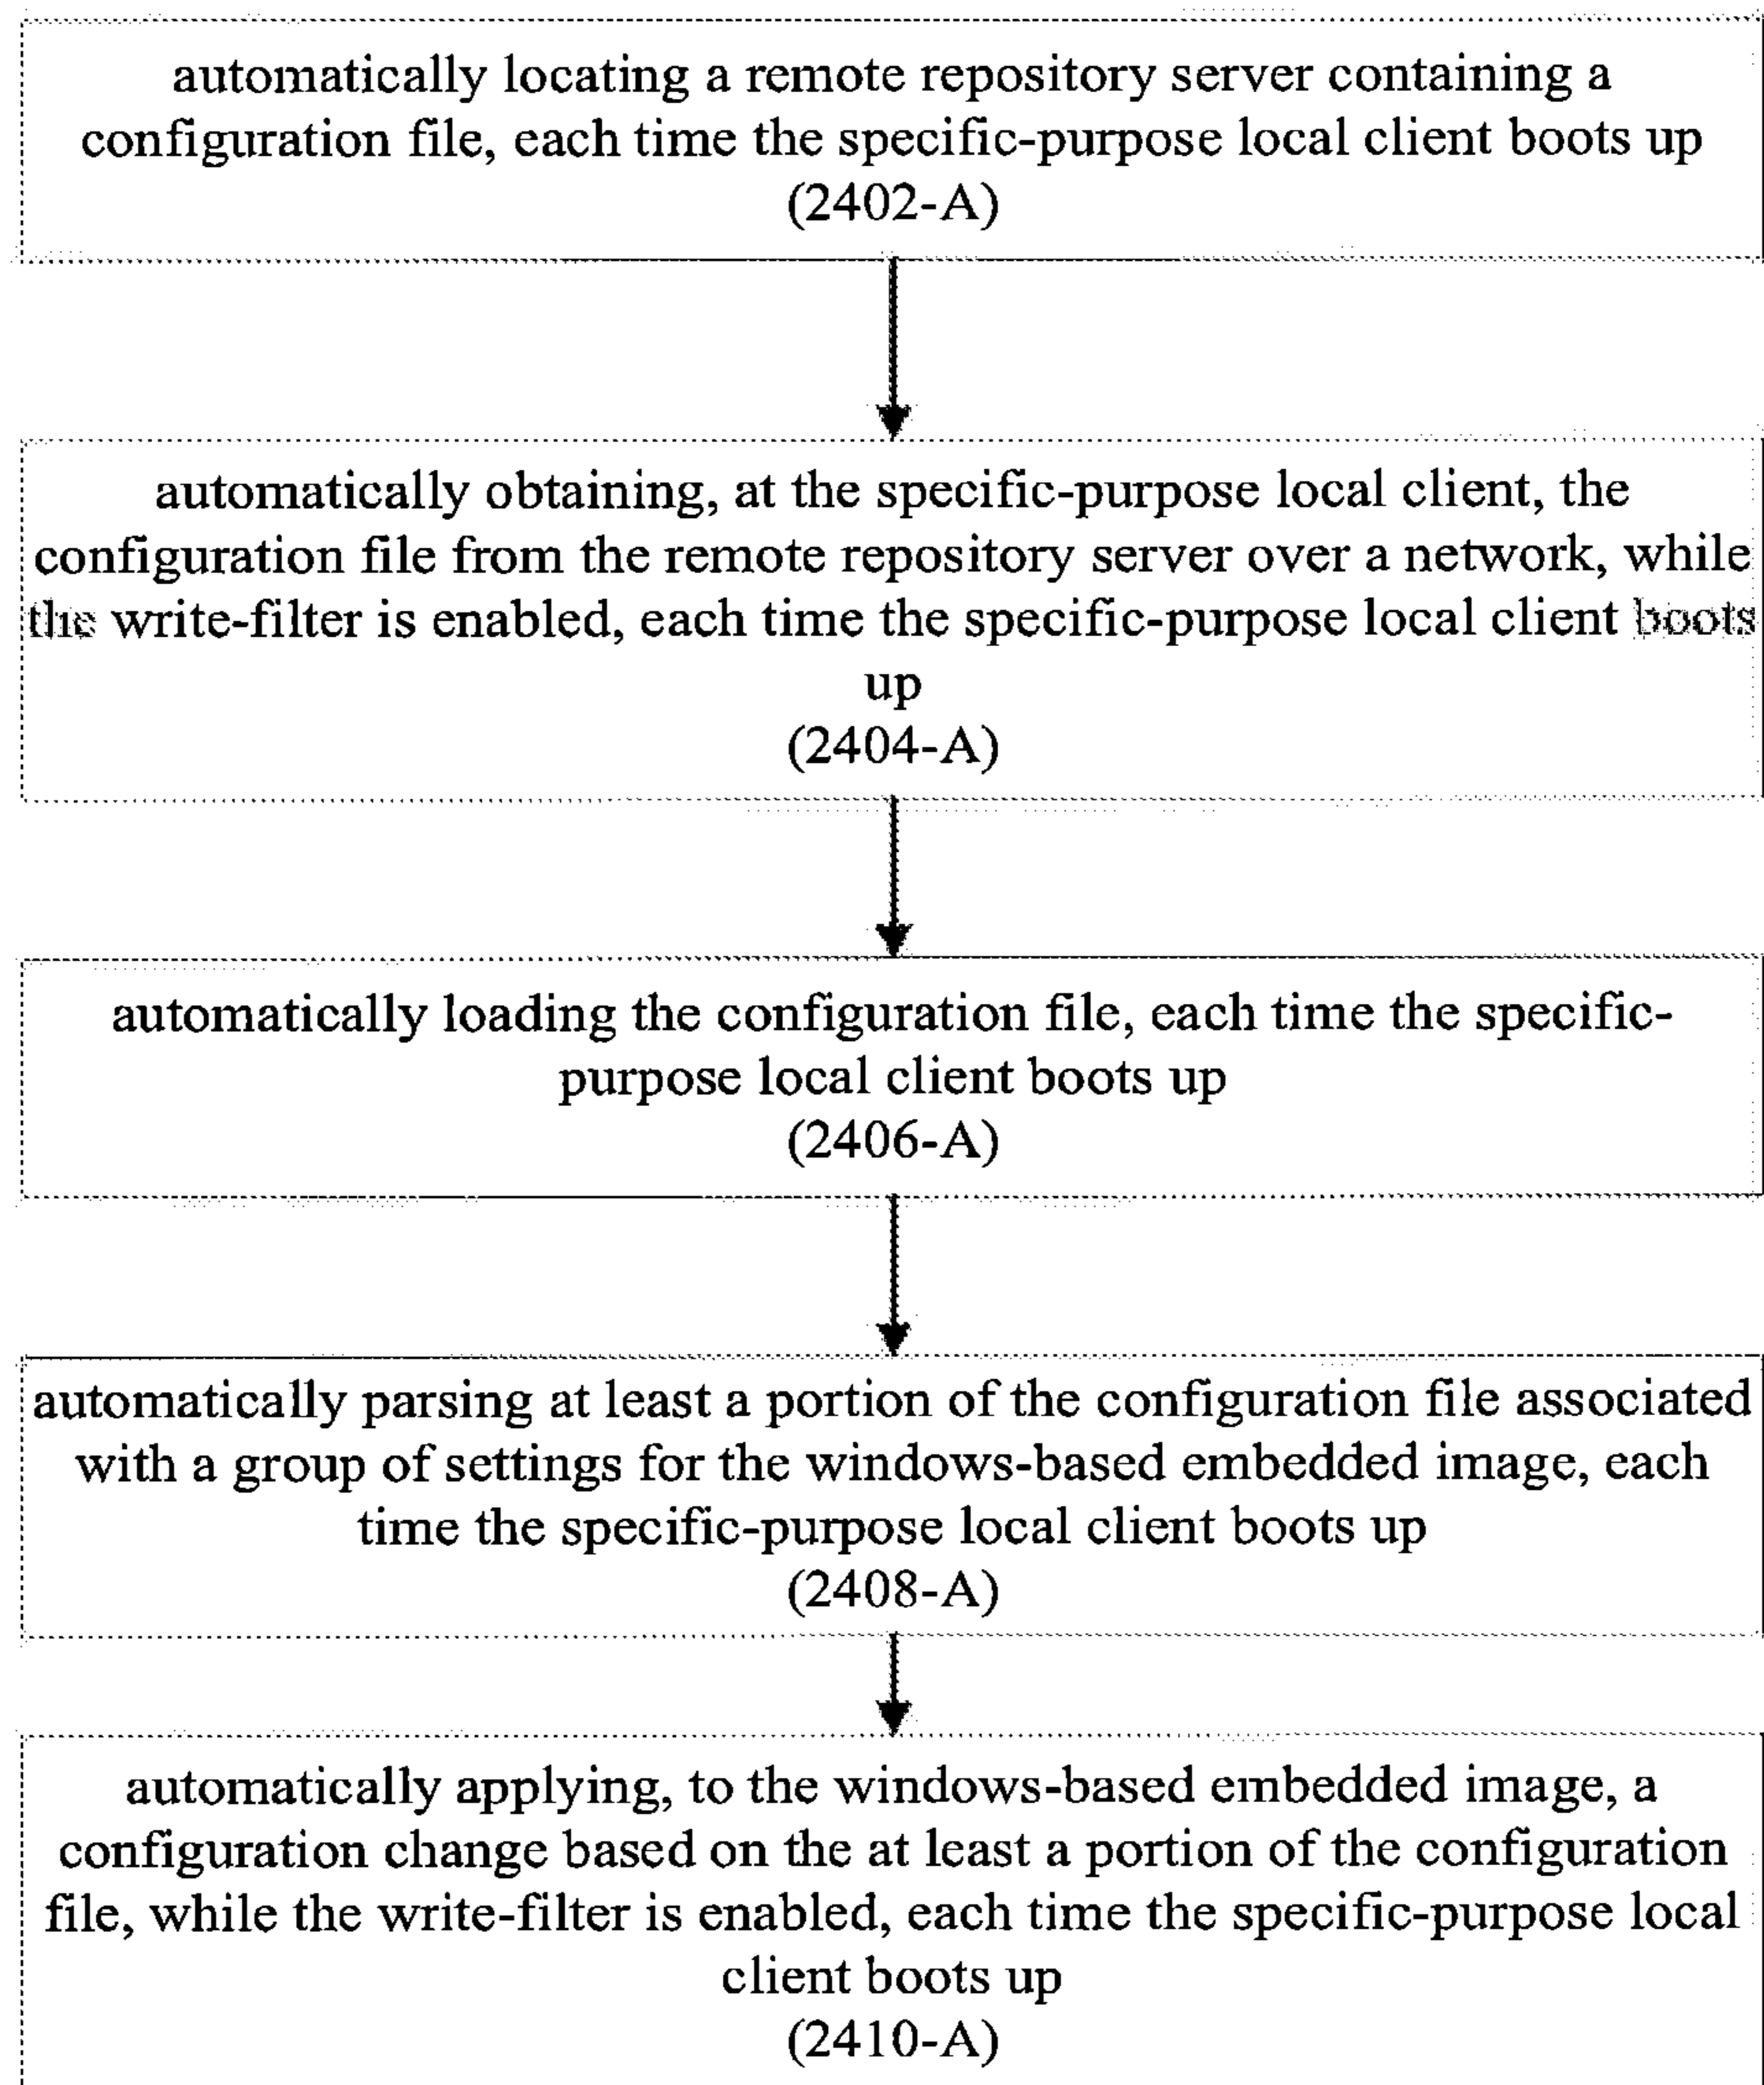 automatically locating a remote repository server containing a
configuration file, each time the specific-purpose local client boots up
(2402-A)
automatically obtaining, at the specific-purpose local client, the
configuration file from the remote repository server over a network, while
the write-filter is enabled, each time the specific-purpose local client boots
up
(2404-A)
automatically loading the configuration file, each time the specific-
purpose local client boots up
(2406-A)
automatically parsing at least a portion of the configuration file associated
with a group of settings for the windows-based embedded image, each
time the specific-purpose local client boots up
(2408-A)
automatically applying, to the windows-based embedded image, a
configuration change based on the at least a portion of the configuration
file, while the write-filter is enabled, each time the specific-purpose local
client boots up
(2410-A)